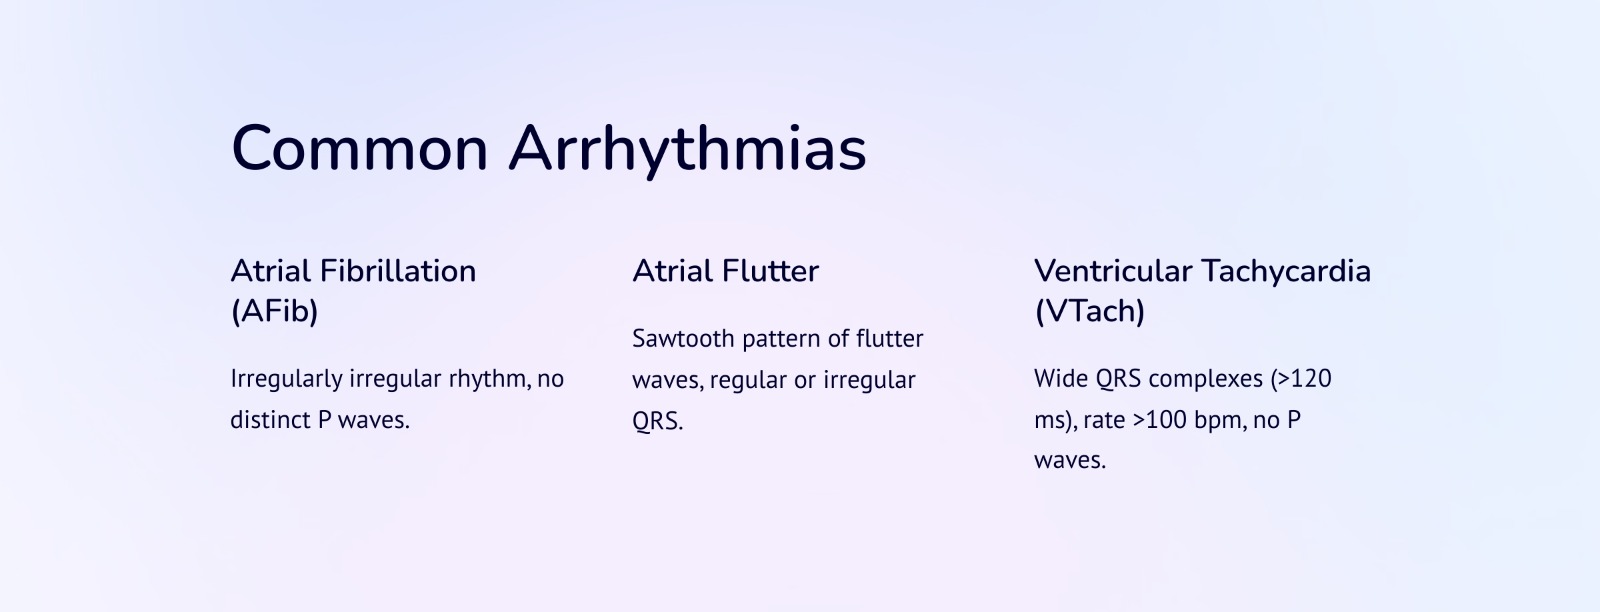 Common Arrhythmias
Atrial Fibrillation
(AFib)
Irregularly irregular rhythm, no
distinct P waves.
Atrial Flutter
Sawtooth pattern of flutter
waves, regular or irregular
QRS.
Ventricular Tachycardia
(VTach)
Wide QRS complexes (>120
ms), rate >100 bpm, no P
waves.